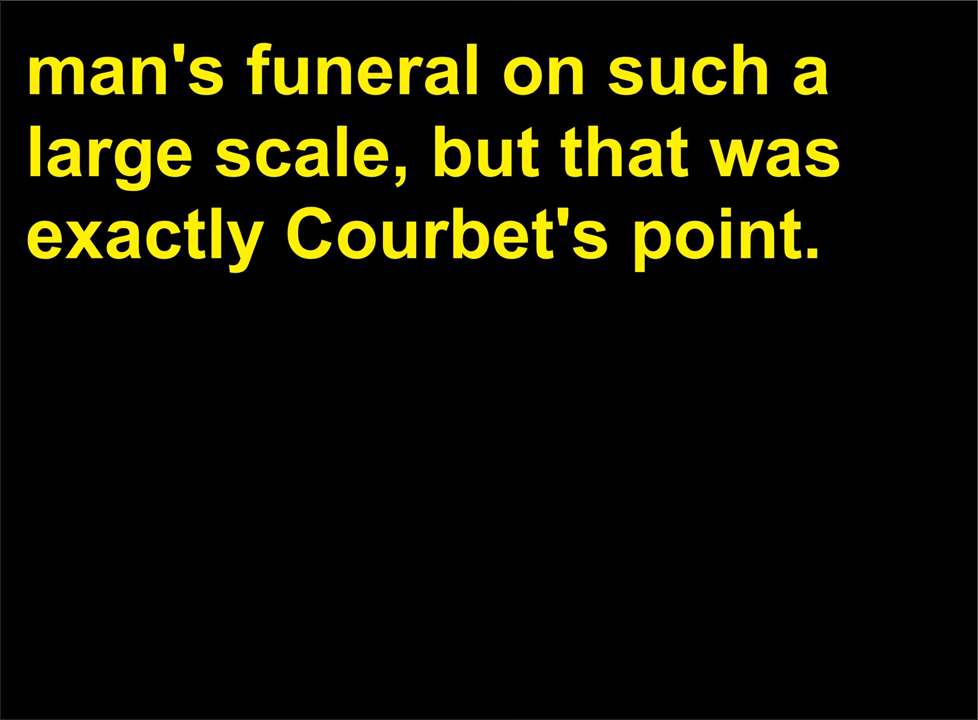 man's funeral on such a
large scale, but that was
exactly Courbet's point.